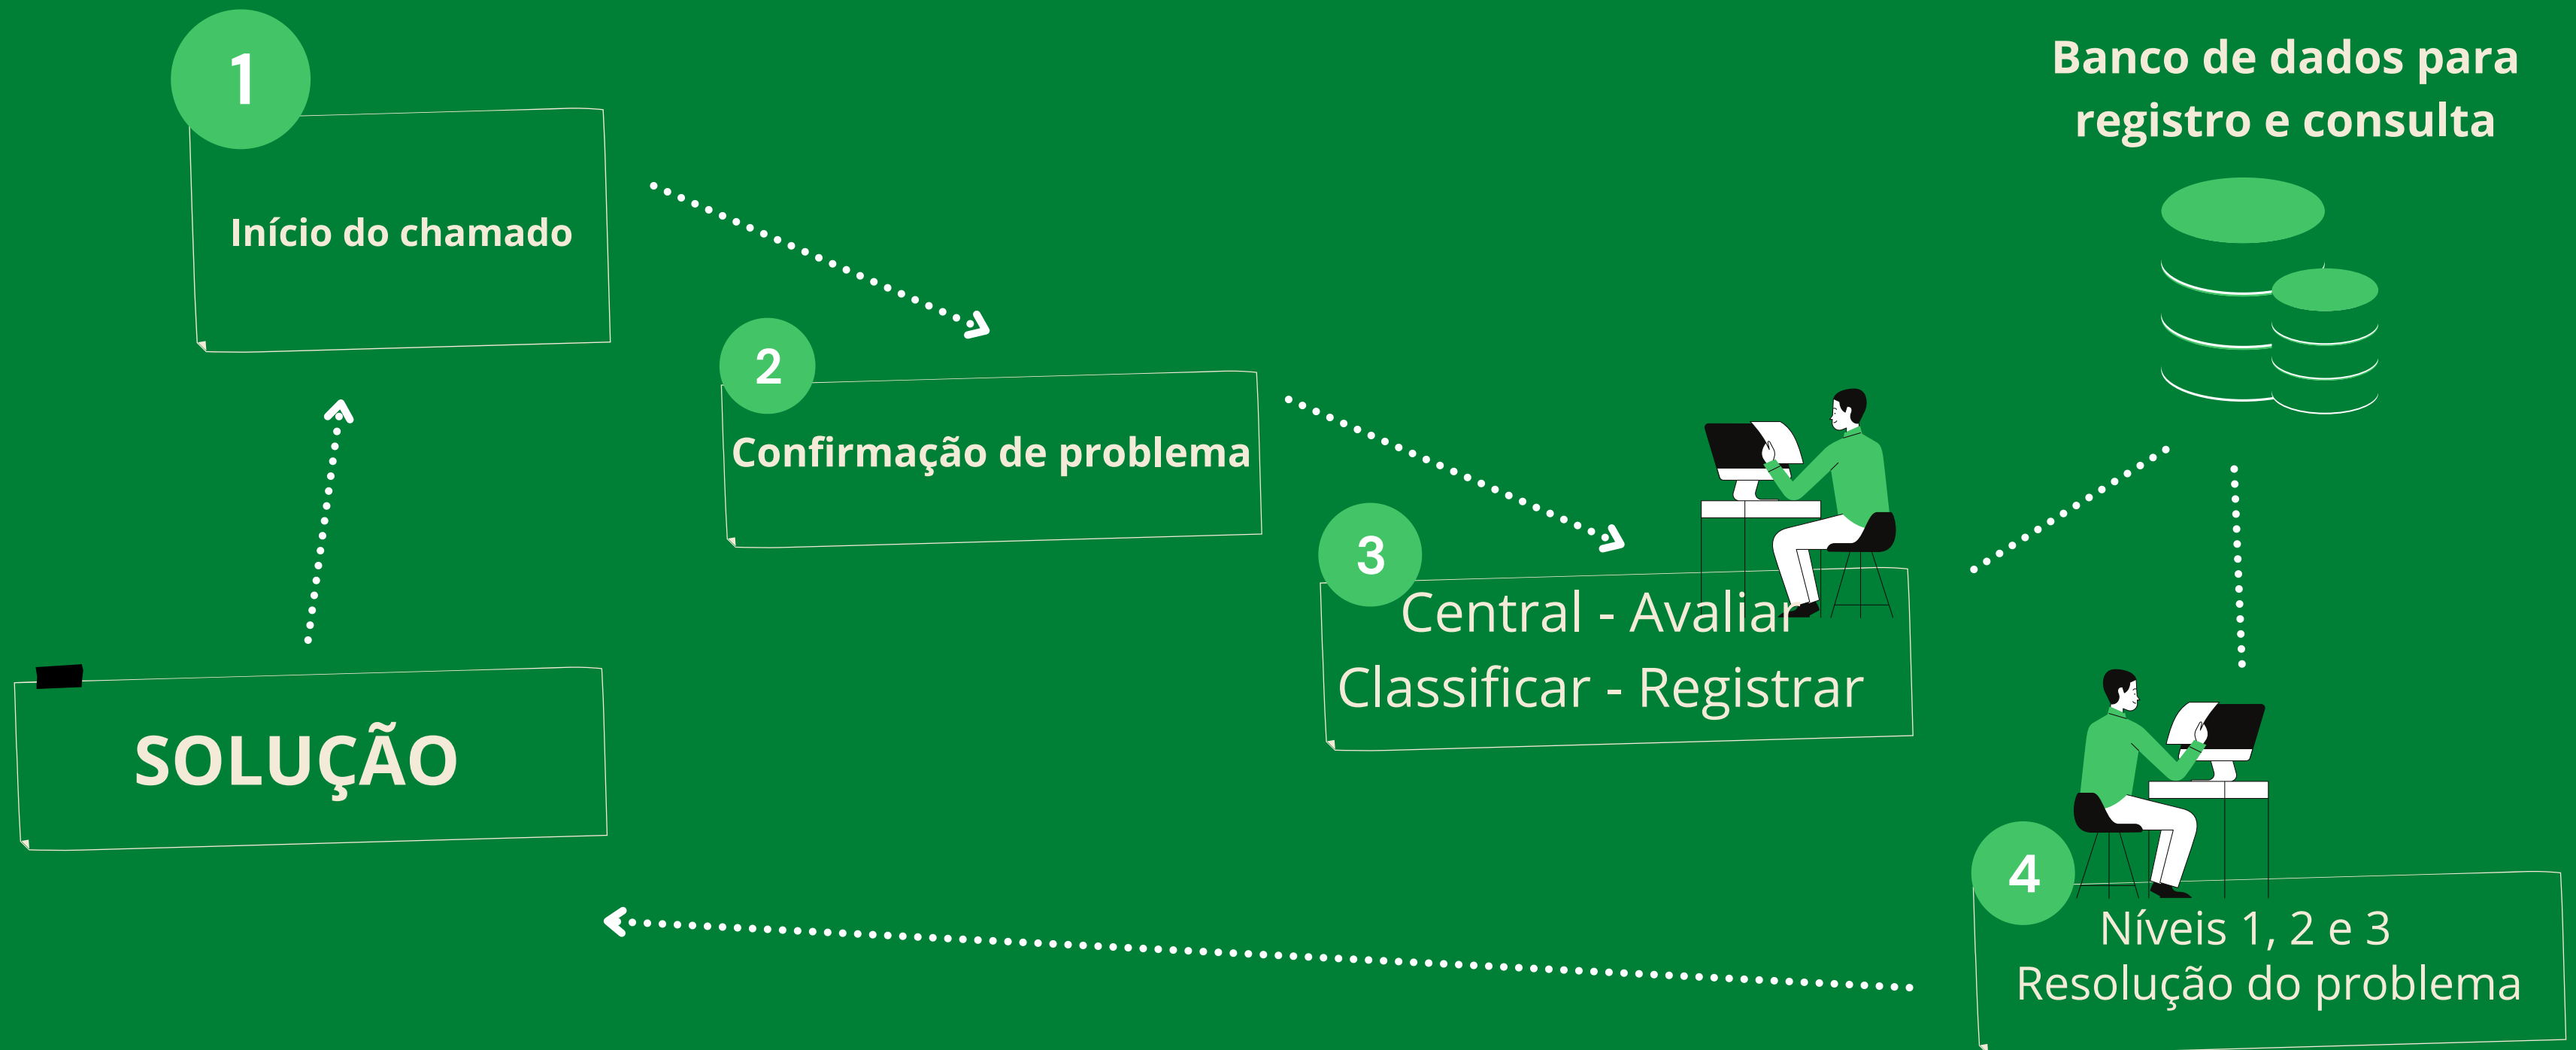 1
Início do chamado
2
Confirmação de problema
3
Central - Avaliar
Classificar - Registrar
Banco de dados para
registro e consulta
4
Níveis 1, 2 e 3
Resolução do problema
SOLUÇÃO